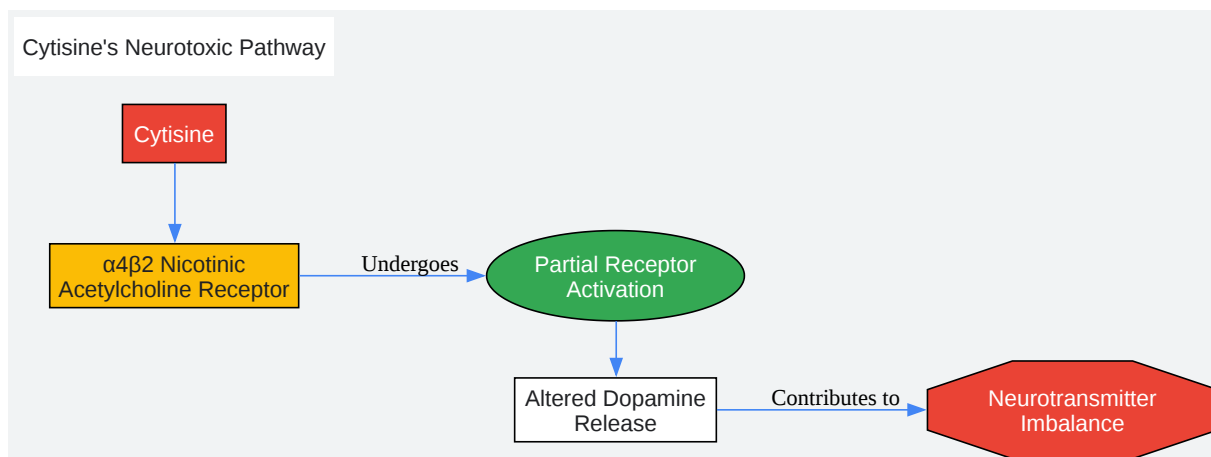 Cytisine's Neurotoxic Pathway
Cytisine
α4β2 Nicotinic
Acetylcholine Receptor
Undergoes
Partial Receptor
Activation
Altered Dopamine
Release
Contributes to
Neurotransmitter
Imbalance